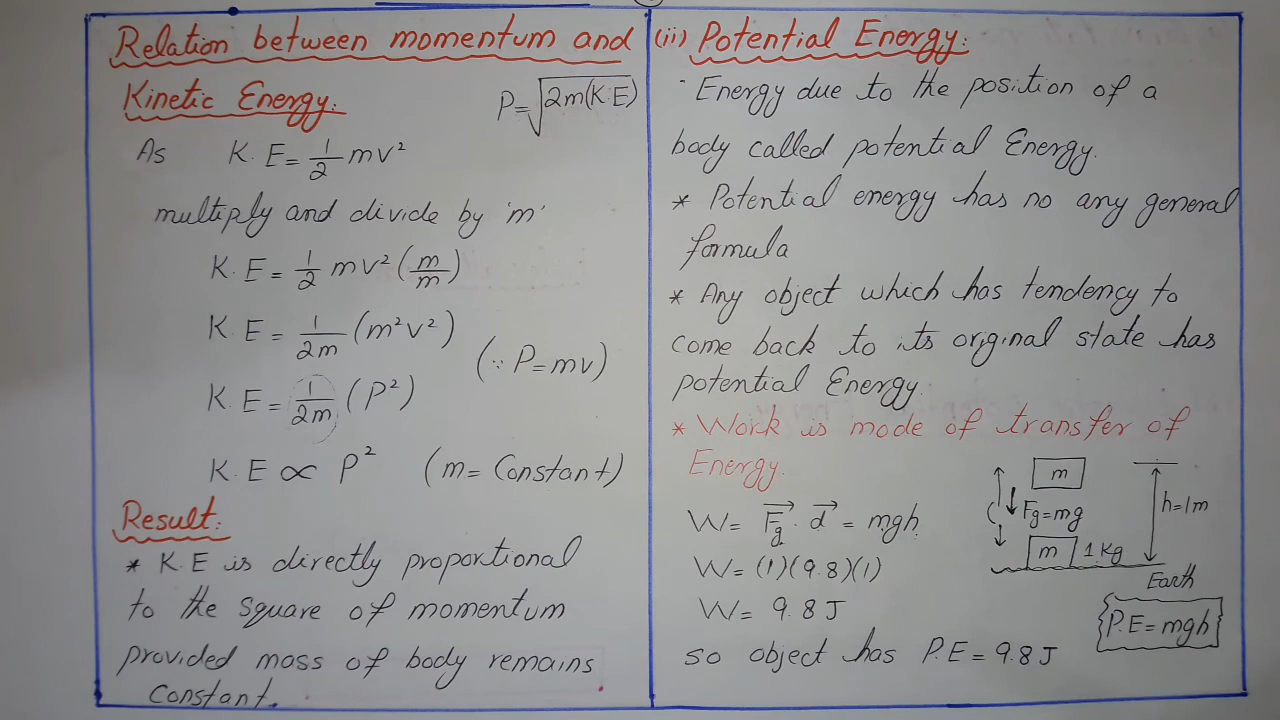 Relation between momentum and
Kinetic Energy:
P=√2m(K.E)
As K.E=1/2 mv²
multiply and divide by 'm'
K.E=1/2 mv²(m/m)
K.E=1/2m(m²v²)
(∵ P=mv)
K.E=1/2m(P²)
K.E ∝ P² (m= Constant)
Result:
* K.E is directly proportional
to the square of momentum
provided mass of body remains
constant.
(ii) Potential Energy:
Energy due to the position of a
body called potential Energy.
* Potential energy has no any general
formula
* Any object which has tendency to
come back to its original state has
potential Energy.
* Work is mode of transfer of
Energy.
W= F⃗g . d⃗ = mgh
W= (1)(9.8)(1)
W= 9.8J
so object has P.E=9.8J
m
Fg=mg
h=1m
m 1Kg
Earth
P.E=mgh